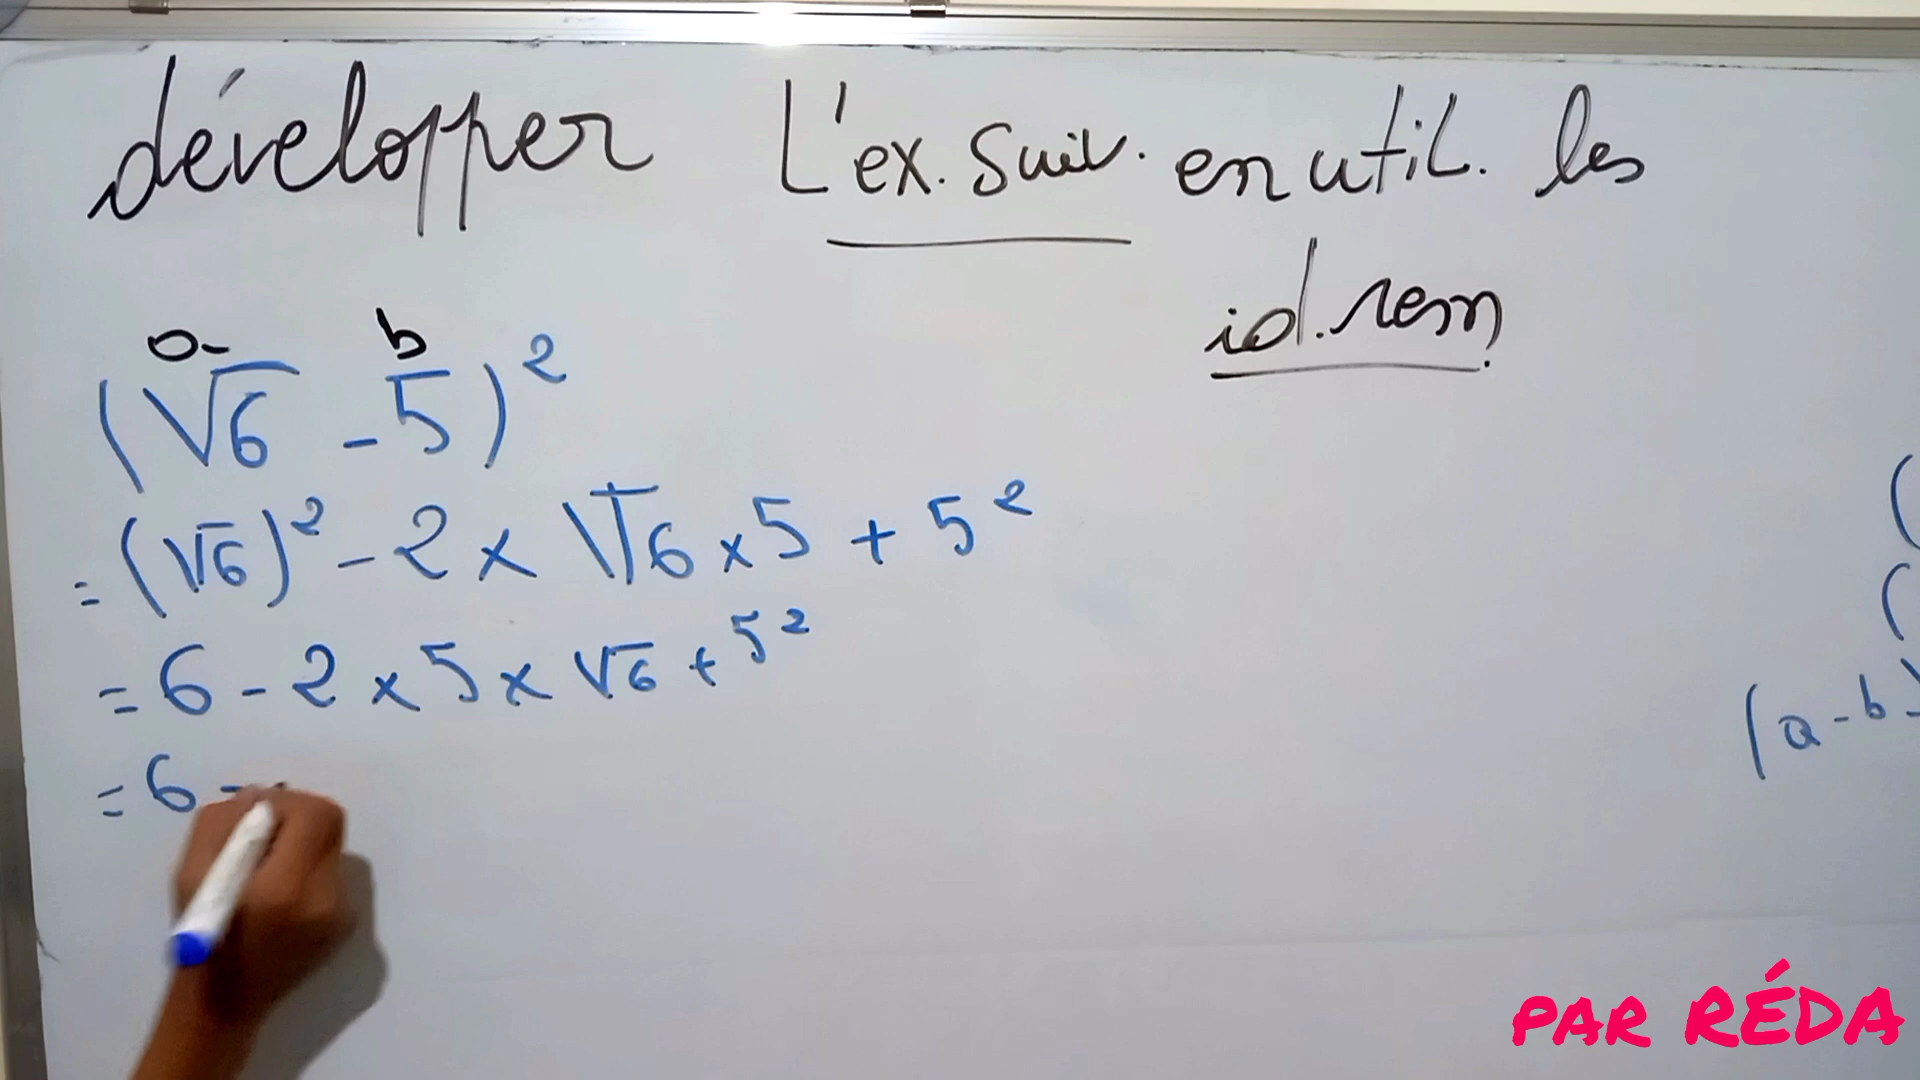 développer L'ex. suiv. en util. les
id. rem.
a b
(√6 - 5)²
= (√6)² - 2 × √6 × 5 + 5²
= 6 - 2 × 5 × √6 + 5²
= 6 -
(
(
(a - b)
PAR RÉDA